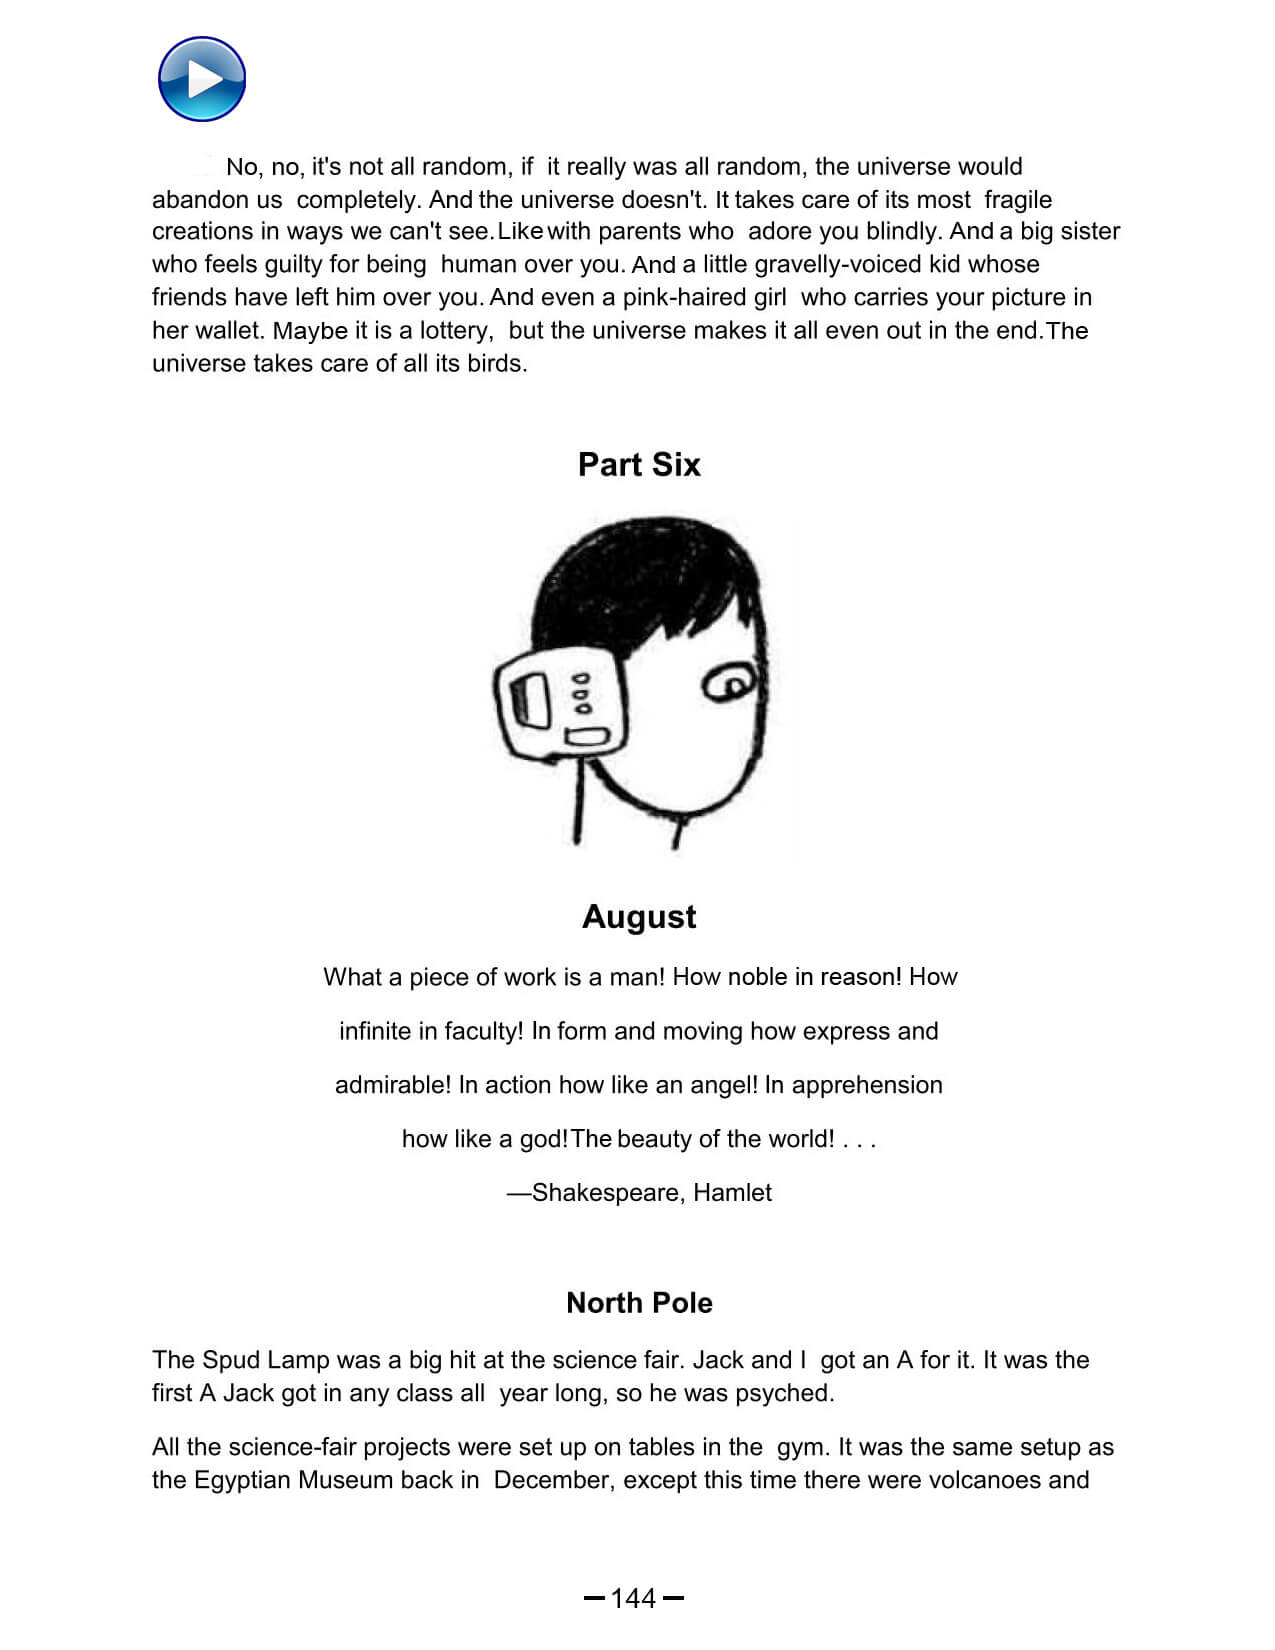 No, no, it's not all random, if it really was all random, the universe would
abandon us completely. And the universe doesn't. It takes care of its most fragile
creations in ways we can't see. Like with parents who adore you blindly. And a big sister
who feels guilty for being human over you. And a little gravelly-voiced kid whose
friends have left him over you. And even a pink-haired girl who carries your picture in
her wallet. Maybe it is a lottery, but the universe makes it all even out in the end. The
universe takes care of all its birds.
Part Six
August
What a piece of work is a man! How noble in reason! How
infinite in faculty! In form and moving how express and
admirable! In action how like an angel! In apprehension
how like a god! The beauty of the world! . . .
—Shakespeare, Hamlet
North Pole
The Spud Lamp was a big hit at the science fair. Jack and I got an A for it. It was the
first A Jack got in any class all year long, so he was psyched.
All the science-fair projects were set up on tables in the gym. It was the same setup as
the Egyptian Museum back in December, except this time there were volcanoes and
— 144 —